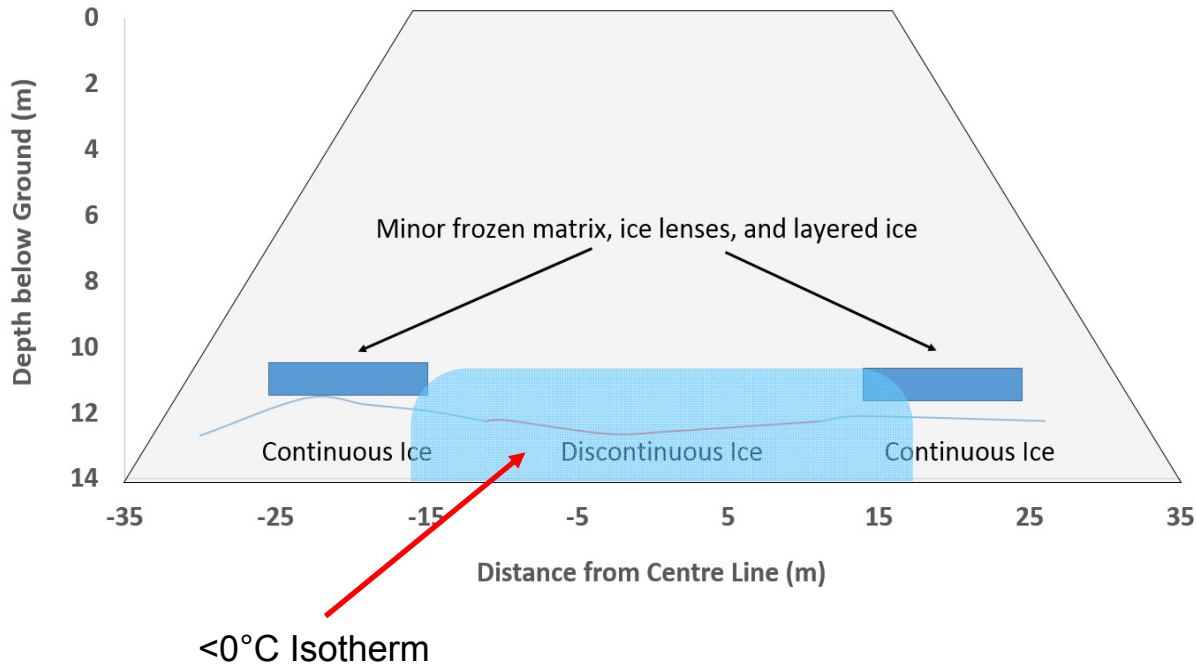 0
2
4
6
8
10
12
14
Depth below Ground (m)
Minor frozen matrix, ice lenses, and layered ice
Continuous Ice
Discontinuous Ice
Continuous Ice
-35
-25
-15
-5
5
15
25
35
Distance from Centre Line (m)
<0°C Isotherm